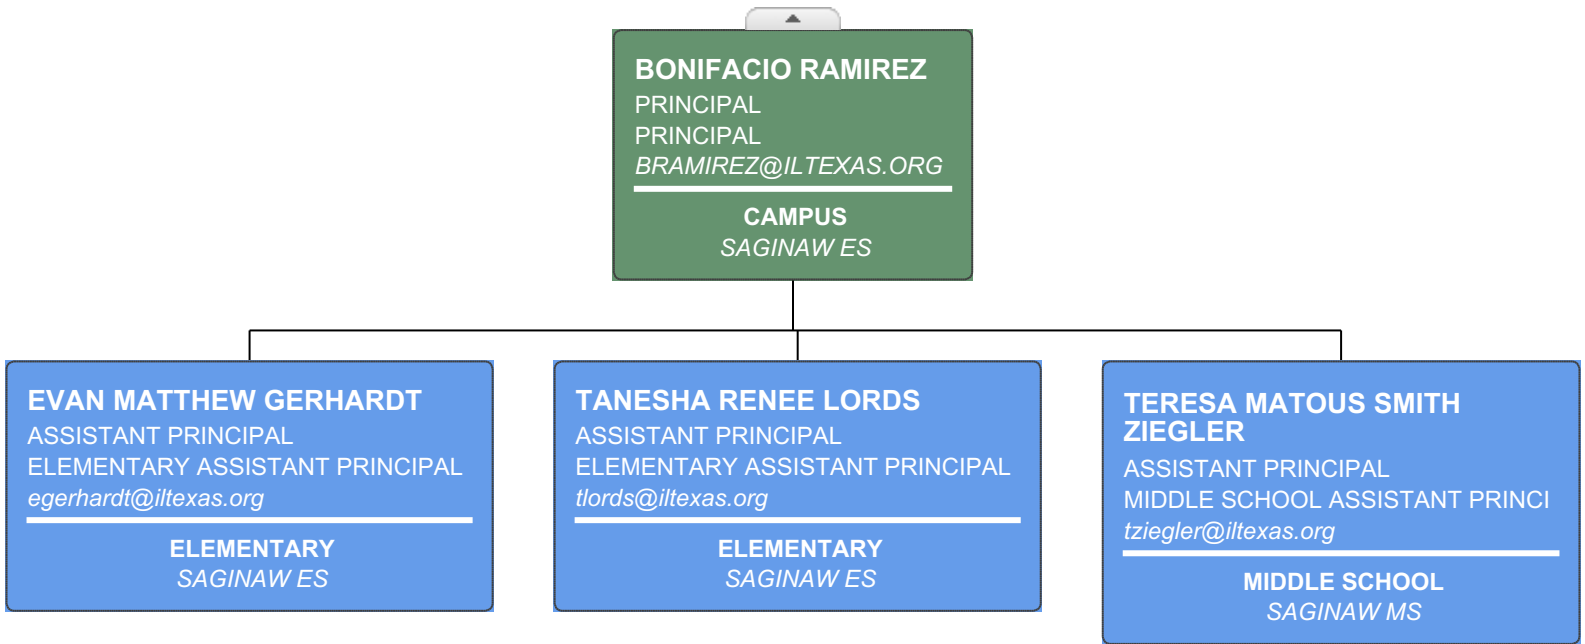 BONIFACIO RAMIREZ
PRINCIPAL
PRINCIPAL
BRAMIREZ@ILTEXAS.ORG
CAMPUS
SAGINAW ES
EVAN MATTHEW GERHARDT
ASSISTANT PRINCIPAL
ELEMENTARY ASSISTANT PRINCIPAL
egerhardt@iltexas.org
ELEMENTARY
SAGINAW ES
TANESHA RENEE LORDS
ASSISTANT PRINCIPAL
ELEMENTARY ASSISTANT PRINCIPAL
tlords@iltexas.org
ELEMENTARY
SAGINAW ES
TERESA MATOUS SMITH
ZIEGLER
ASSISTANT PRINCIPAL
MIDDLE SCHOOL ASSISTANT PRINCI
tziegler@iltexas.org
MIDDLE SCHOOL
SAGINAW MS